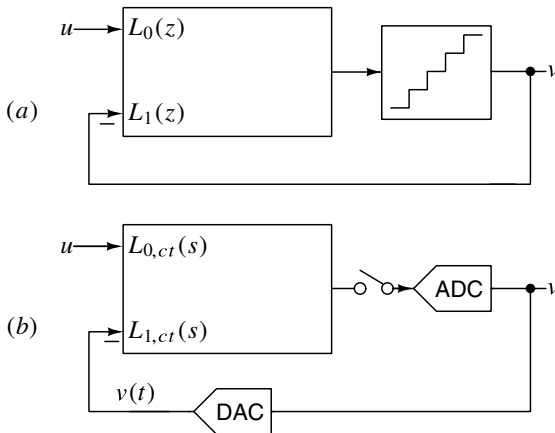 u L₀(z)
v
(a)
L₁(z)
u L₀,ct(s)
ADC v
(b)
L₁,ct(s)
v(t)
DAC